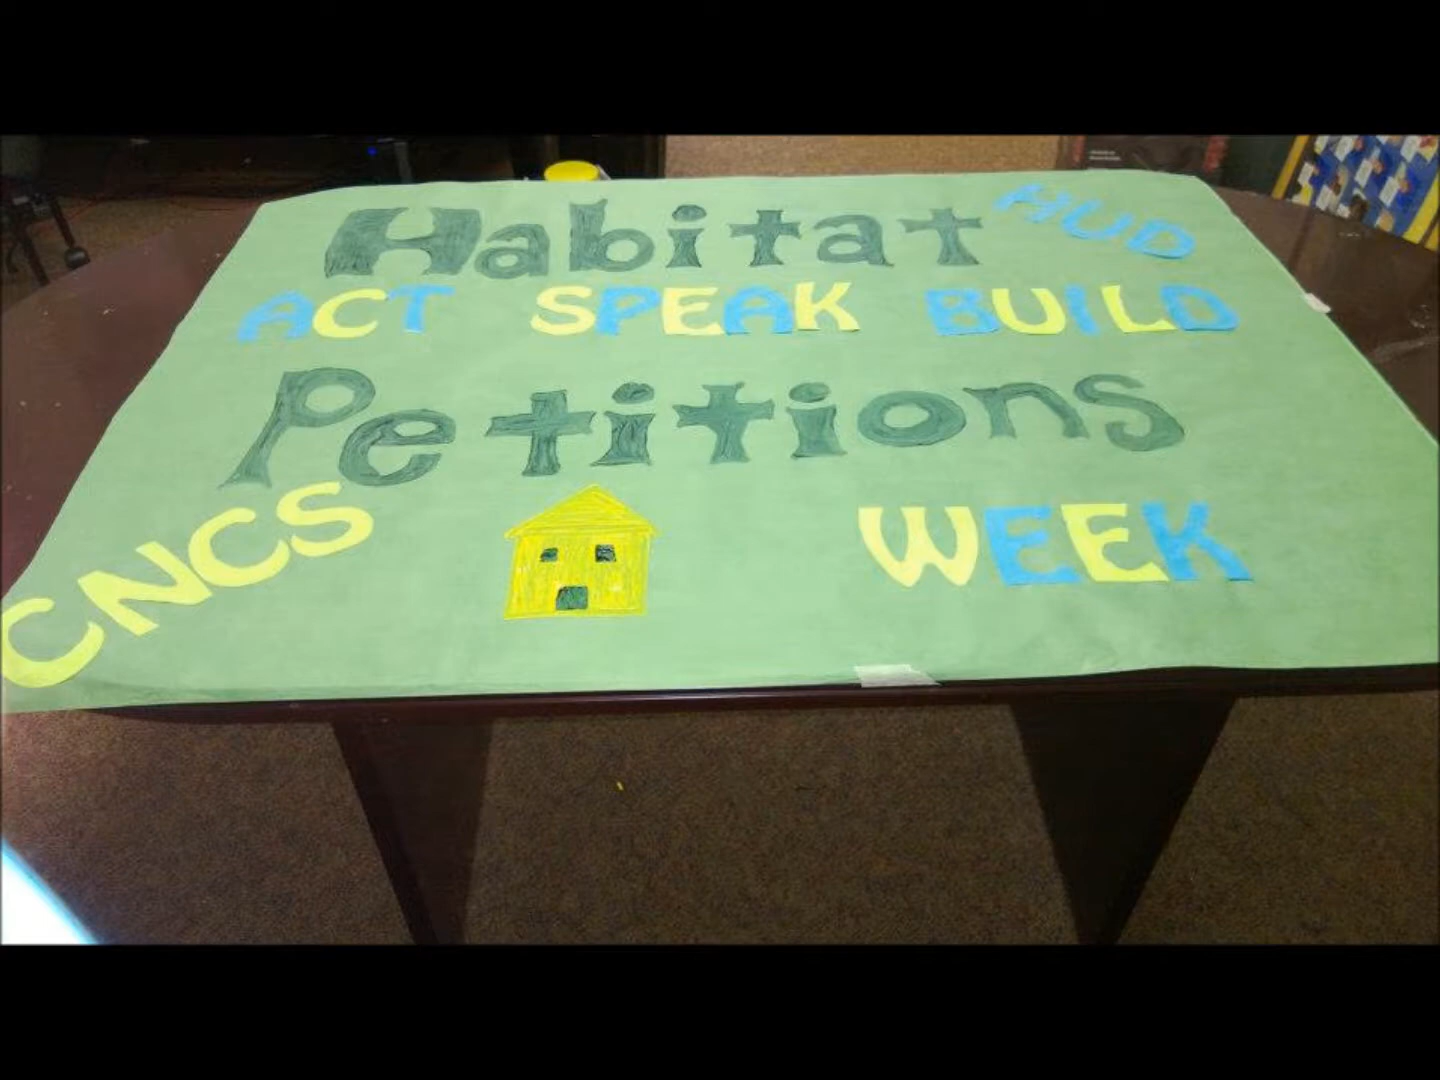 Habitat
HUD
ACT SPEAK BUILD
Petitions
CNCS
WEEK